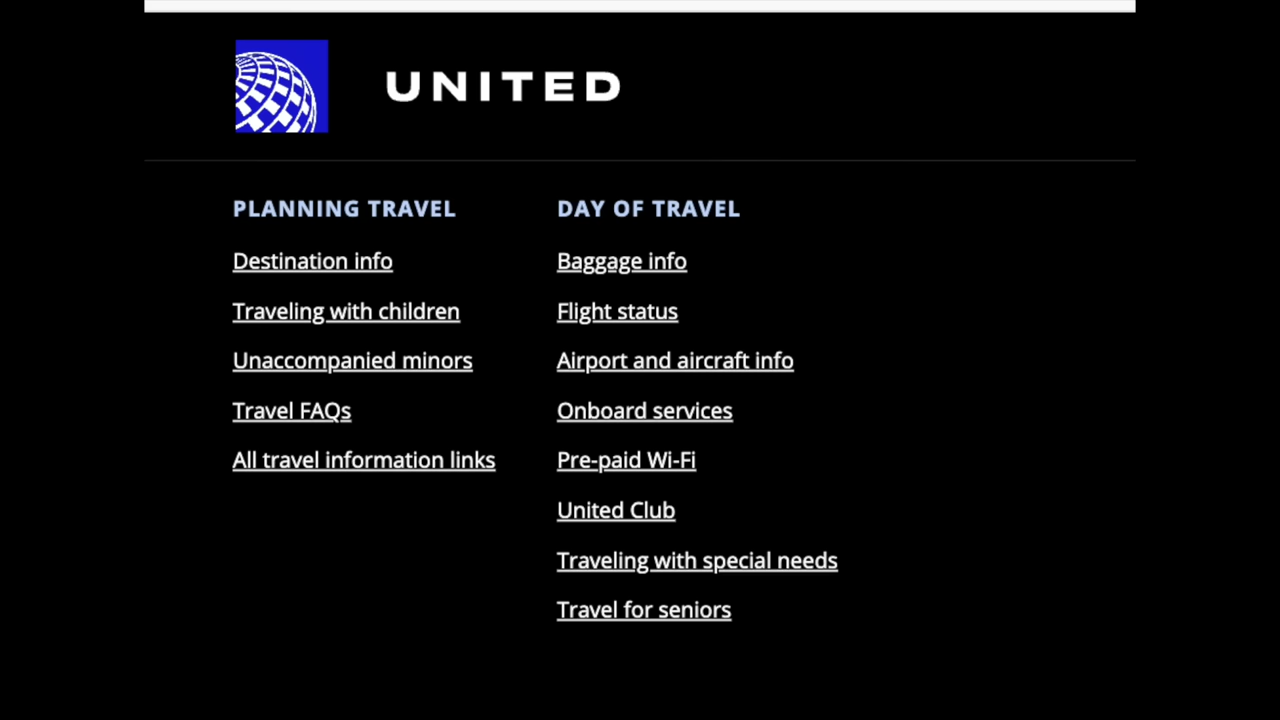 UNITED
PLANNING TRAVEL
Destination info
Traveling with children
Unaccompanied minors
Travel FAQs
All travel information links
DAY OF TRAVEL
Baggage info
Flight status
Airport and aircraft info
Onboard services
Pre-paid Wi-Fi
United Club
Traveling with special needs
Travel for seniors